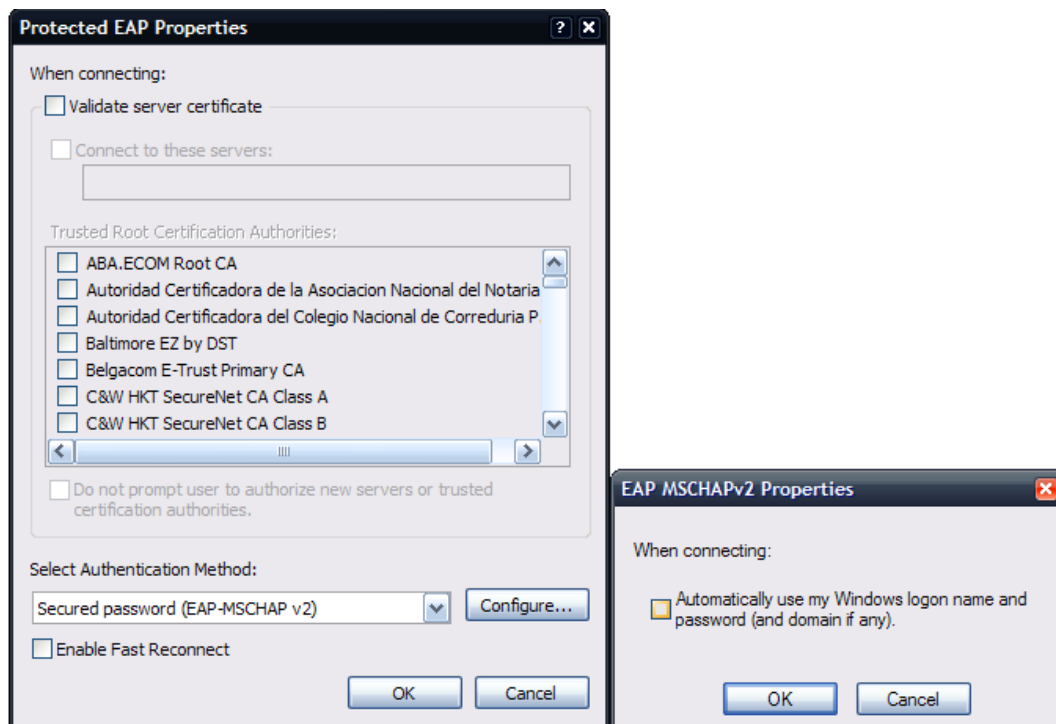 Protected EAP Properties
When connecting:
Validate server certificate
Connect to these servers:
Trusted Root Certification Authorities:
ABA.ECOM Root CA
Autoridad Certificadora de la Asociacion Nacional del Notaria
Autoridad Certificadora del Colegio Nacional de Correduria P.
Baltimore EZ by DST
Belgacom E-Trust Primary CA
C&W HKT SecureNet CA Class A
C&W HKT SecureNet CA Class B
Do not prompt user to authorize new servers or trusted
certification authorities.
Select Authentication Method:
Secured password (EAP-MSCHAP v2)
Configure...
Enable Fast Reconnect
OK
Cancel
EAP MSCHAPv2 Properties
When connecting:
Automatically use my Windows logon name and
password (and domain if any).
OK
Cancel